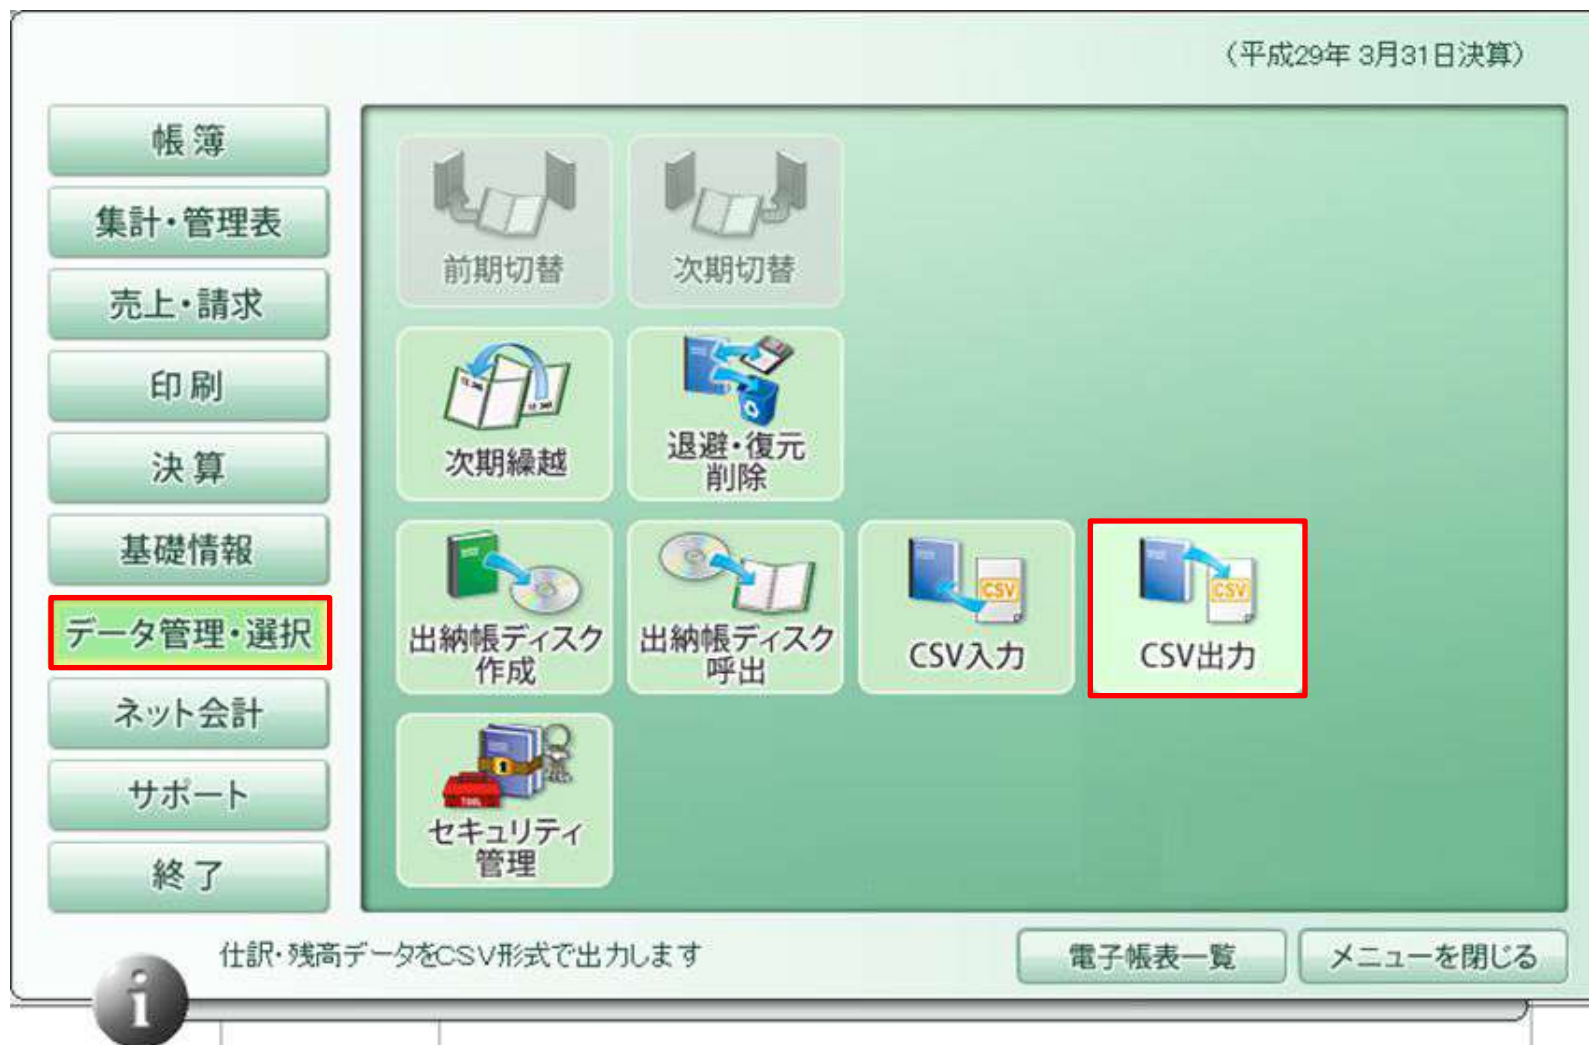 （平成29年 3月31日決算）
帳 簿
集計・管理表
売上・請求
印 刷
決 算
基礎情報
データ管理・選択
ネット会計
サポート
終 了
前期切替
次期切替
次期繰越
退避・復元
削除
出納帳ディスク
作成
出納帳ディスク
呼出
CSV
CSV入力
CSV
CSV出力
TOOL
セキュリティ
管理
仕訳・残高データをCSV形式で出力します
電子帳表一覧
メニューを閉じる